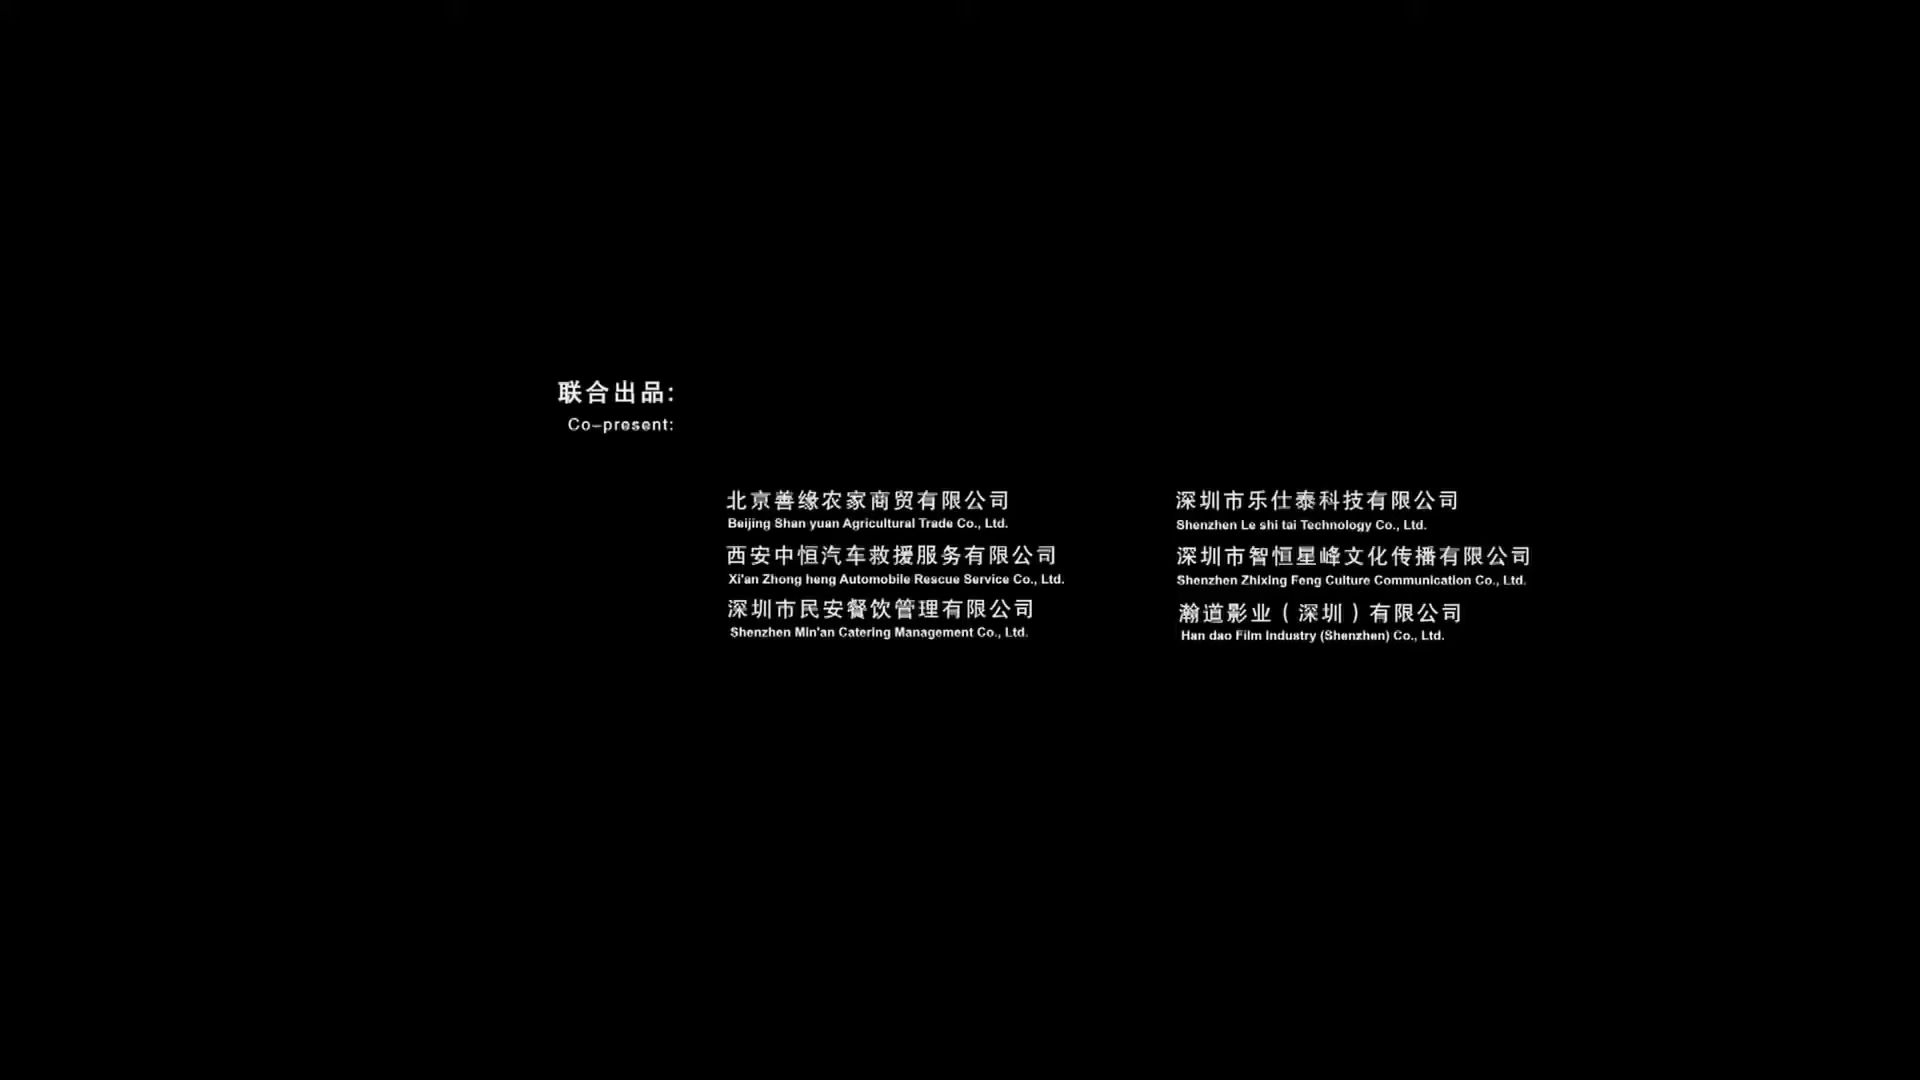 联合出品:
Co-present:
北京善缘农家商贸有限公司
Beijing Shan yuan Agricultural Trade Co., Ltd.
西安中恒汽车救援服务有限公司
Xi'an Zhong heng Automobile Rescue Service Co., Ltd.
深圳市民安餐饮管理有限公司
Shenzhen Min'an Catering Management Co., Ltd.
深圳市乐仕泰科技有限公司
Shenzhen Le shi tai Technology Co., Ltd.
深圳市智恒星峰文化传播有限公司
Shenzhen Zhixing Feng Culture Communication Co., Ltd.
瀚道影业（深圳）有限公司
Han dao Film Industry (Shenzhen) Co., Ltd.